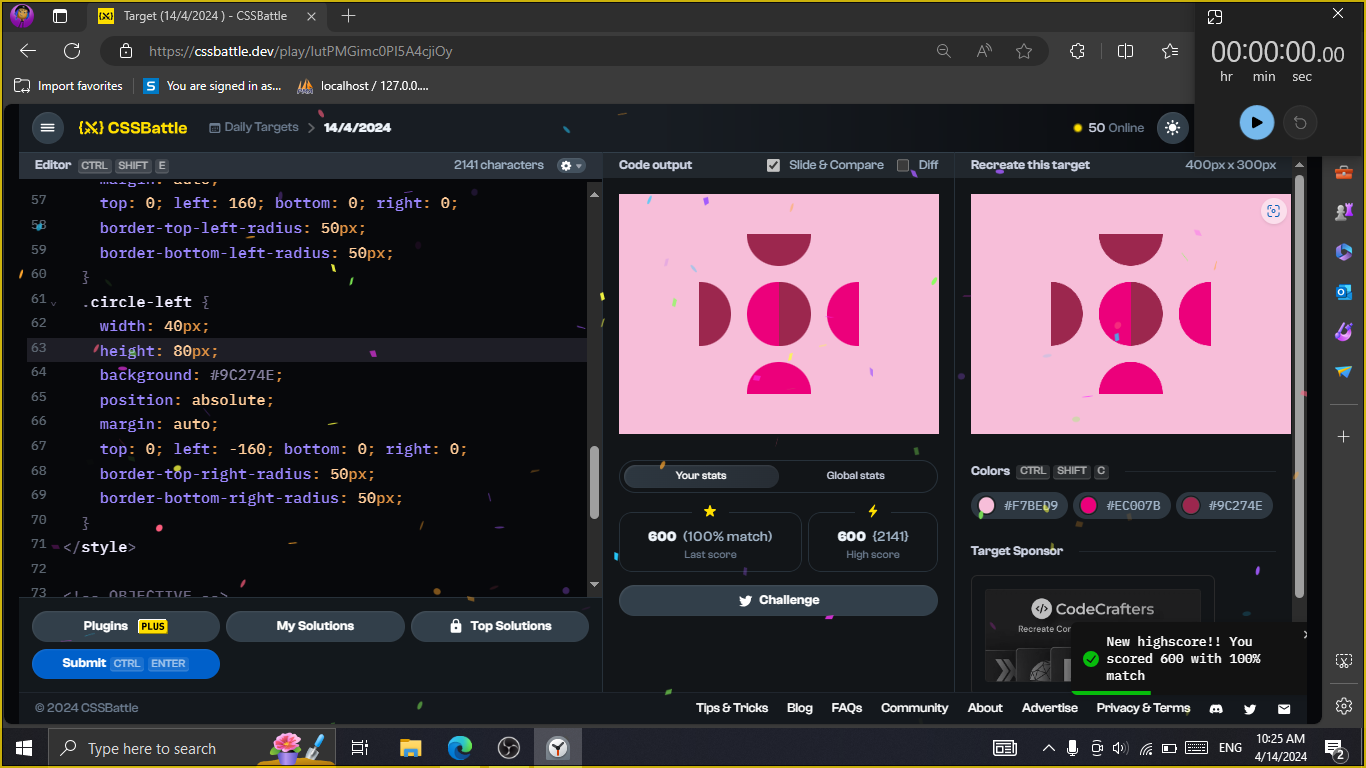 Target (14/4/2024 ) - CSSBattle
https://cssbattle.dev/play/lutPMGimc0PI5A4cjiOy
Import favorites
You are signed in as...
localhost / 127.0.0....
00:00:00.00
hr min sec
{X} CSSBattle
Daily Targets > 14/4/2024
50 Online
Editor CTRL SHIFT E
2141 characters
Code output
Slide & Compare
Diff
Recreate this target
400px x 300px
margin: auto;
57 top: 0; left: 160; bottom: 0; right: 0;
58 border-top-left-radius: 50px;
59 border-bottom-left-radius: 50px;
60 }
61 .circle-left {
62 width: 40px;
63 height: 80px;
64 background: #9C274E;
65 position: absolute;
66 margin: auto;
67 top: 0; left: -160; bottom: 0; right: 0;
68 border-top-right-radius: 50px;
69 border-bottom-right-radius: 50px;
70 }
71 </style>
72
73 <!-- OBJECTIVE -->
Plugins PLUS
My Solutions
Top Solutions
Submit CTRL ENTER
Your stats
Global stats
600 (100% match)
Last score
600 {2141}
High score
Challenge
Colors CTRL SHIFT C
#F7BED9
#EC007B
#9C274E
Target Sponsor
CodeCrafters
New highscore!! You
scored 600 with 100%
match
© 2024 CSSBattle
Tips & Tricks
Blog
FAQs
Community
About
Advertise
Privacy & Terms
Type here to search
ENG
10:25 AM
4/14/2024
2